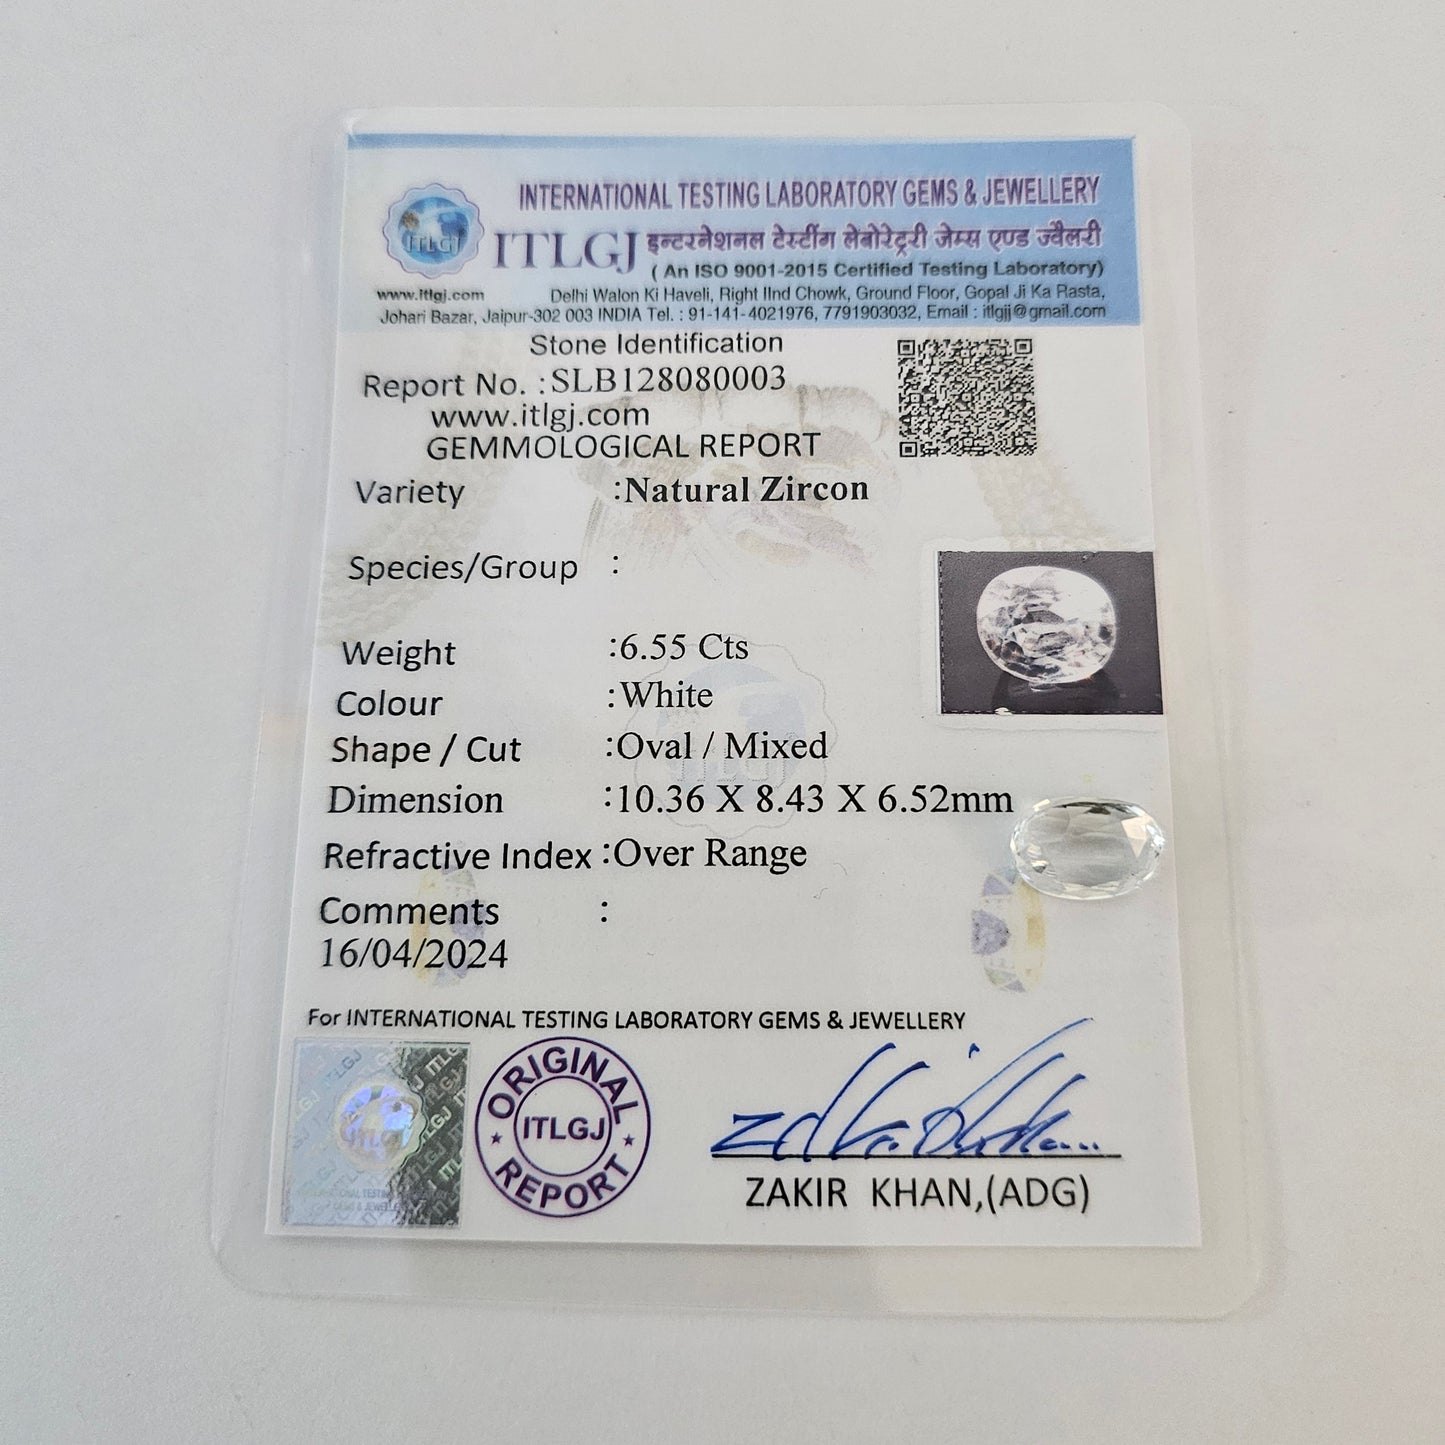 INTERNATIONAL TESTING LABORATORY GEMS & JEWELLERY
ITLGJ
ITLGJ इन्टरनेशनल टेस्टींग लेबोरेट्ररी जेम्स एण्ड ज्वैलरी
( An ISO 9001-2015 Certified Testing Laboratory)
www.itlgj.com Delhi Walon Ki Haveli, Right IInd Chowk, Ground Floor, Gopal Ji Ka Rasta,
Johari Bazar, Jaipur-302 003 INDIA Tel. : 91-141-4021976, 7791903032, Email : itlgjj@gmail.com
Stone Identification
Report No. :SLB128080003
www.itlgj.com
GEMMOLOGICAL REPORT
Variety :Natural Zircon
Species/Group :
Weight :6.55 Cts
Colour :White
Shape / Cut :Oval / Mixed
Dimension :10.36 X 8.43 X 6.52mm
Refractive Index :Over Range
Comments :
16/04/2024
For INTERNATIONAL TESTING LABORATORY GEMS & JEWELLERY
ITLGJ
ORIGINAL
ITLGJ
REPORT
ZAKIR KHAN,(ADG)